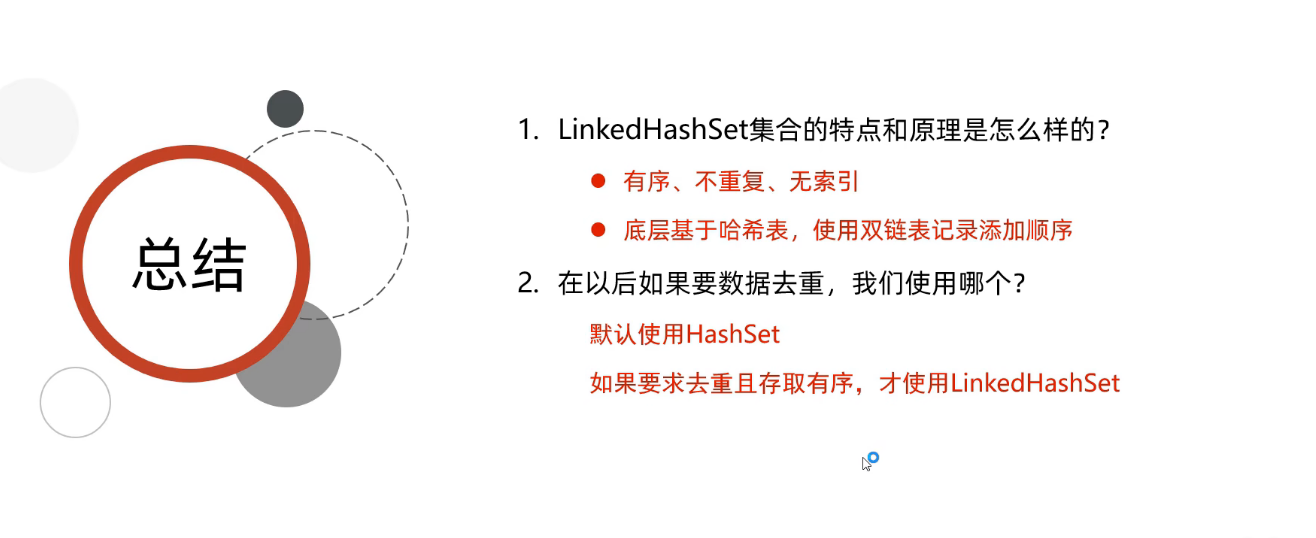 总结
1. LinkedHashSet集合的特点和原理是怎么样的？
● 有序、不重复、无索引
● 底层基于哈希表，使用双链表记录添加顺序
2. 在以后如果要数据去重，我们使用哪个？
默认使用HashSet
如果要求去重且存取有序，才使用LinkedHashSet